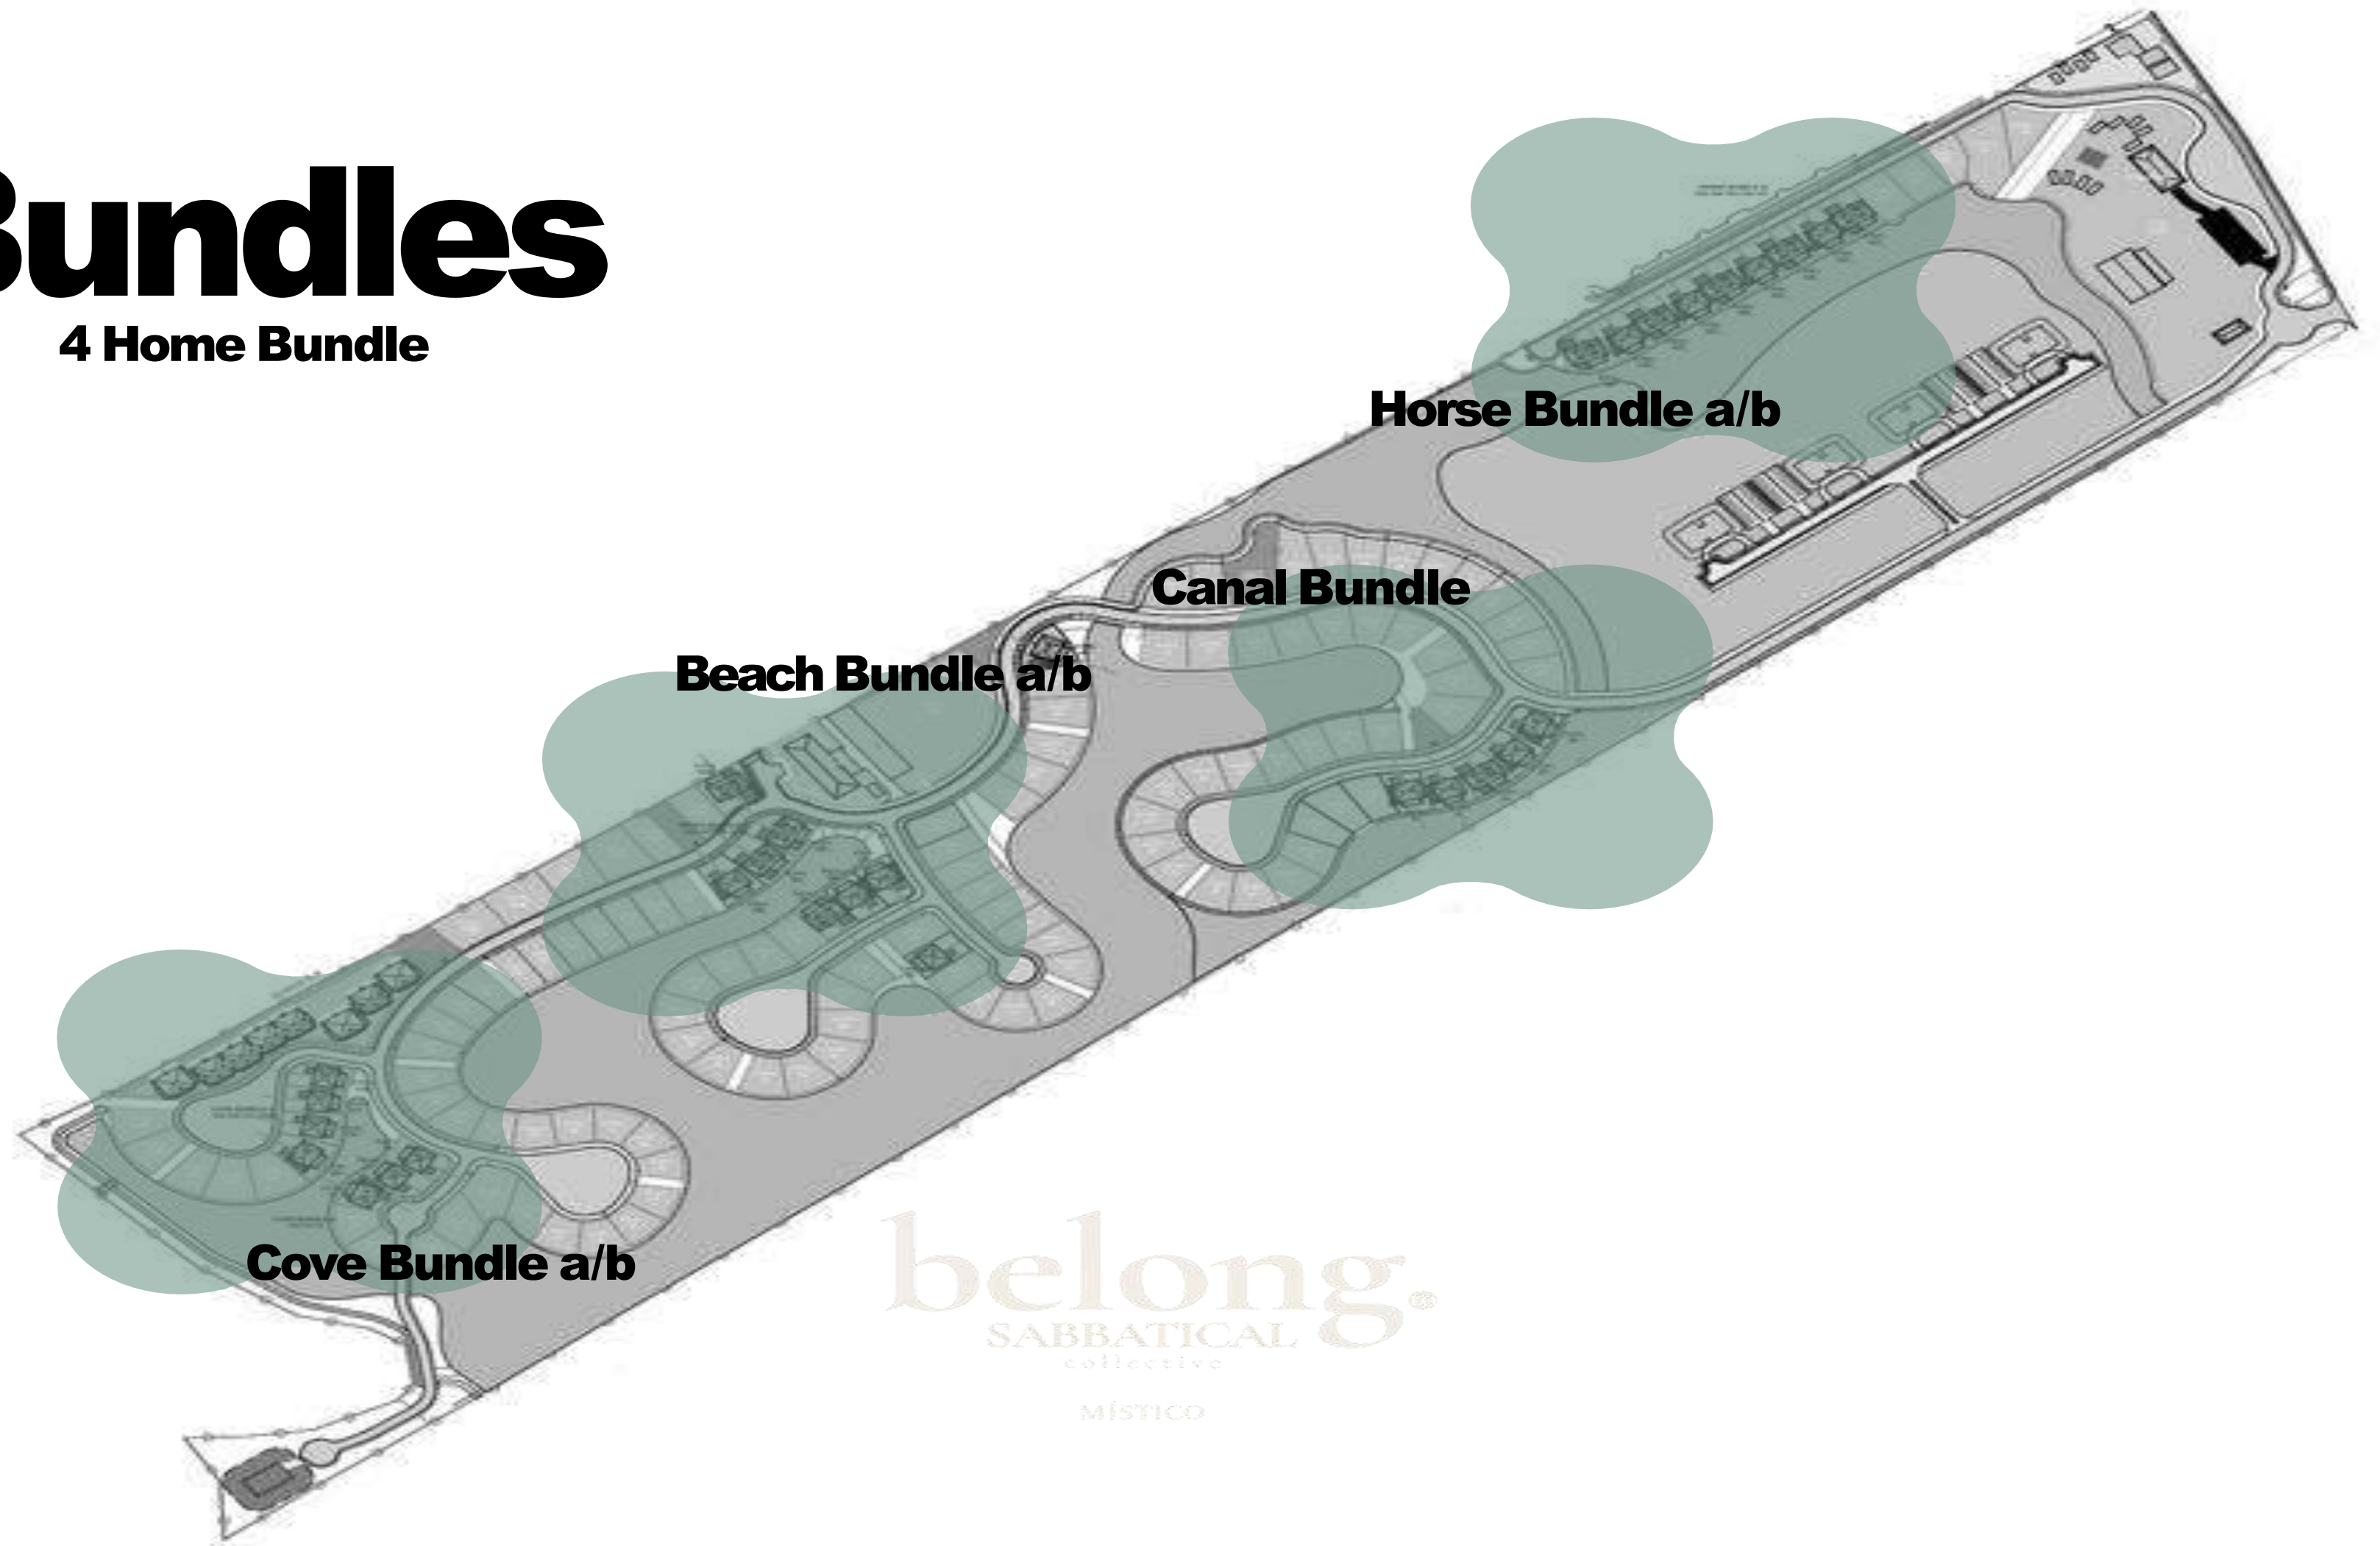 Bundles
4 Home Bundle
Horse Bundle a/b
Canal Bundle
Beach Bundle a/b
Cove Bundle a/b
belong.®
SABBATICAL
collective
MÍSTICO